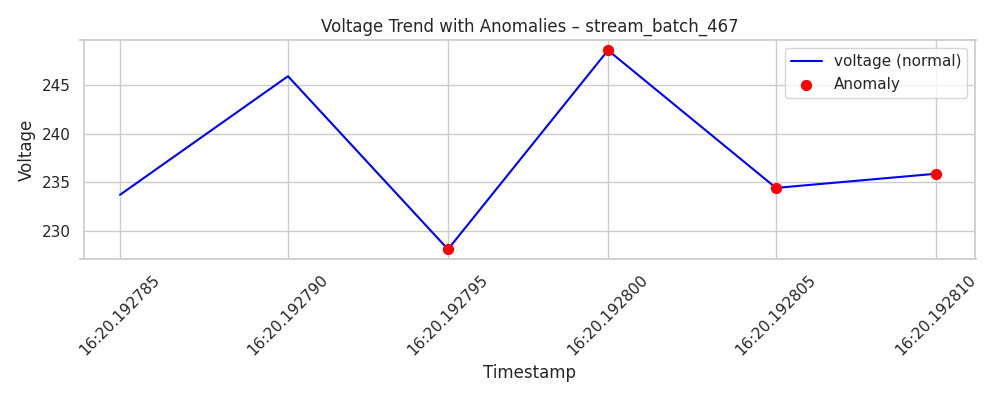 Voltage Trend with Anomalies – stream_batch_467
voltage (normal)
Anomaly
Voltage
245
240
235
230
16:20.192785
16:20.192790
16:20.192795
16:20.192800
16:20.192805
16:20.192810
Timestamp